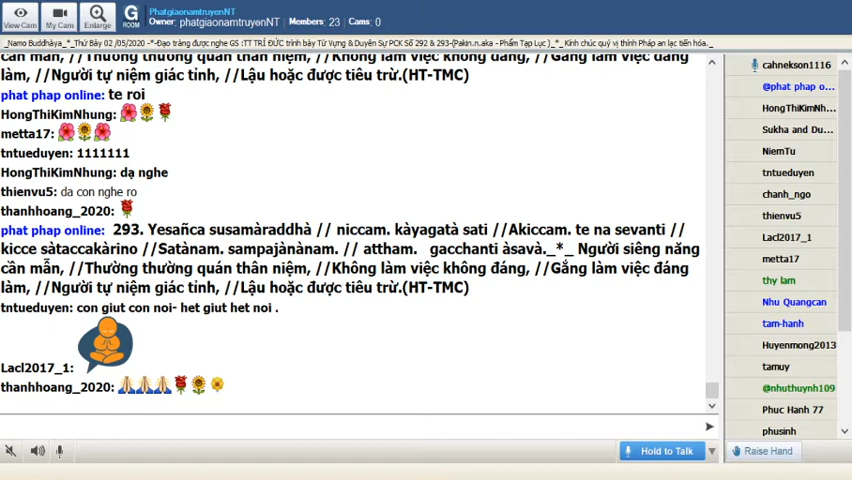 View Cam
My Cam
Enlarge
G
ROOM
Room: PhatgiaonamtruyenNT
Owner: phatgiaonamtruyenNT | Members: 23 | Cams: 0
_Namo Buddhàya_*_Thứ Bảy 02 /05/2020 -*-Đạo tràng được nghe GS :TT TRÍ ĐỨC trình bày Từ Vựng & Duyên Sự PCK Số 292 & 293-(Pakin.n.aka - Phẩm Tạp Lục )_*_ Kính chúc quý vị thính Pháp an lạc tiến hóa._
cần mẫn, //Thường thường quán thân niệm, //Không làm việc không đáng, //Gắng làm việc đáng
làm, //Người tự niệm giác tỉnh, //Lậu hoặc được tiêu trừ.(HT-TMC)
phat phap online: te roi
HongThiKimNhung:
metta17:
tntueduyen: 1111111
HongThiKimNhung: dạ nghe
thienvu5: da con nghe ro
thanhhoang_2020:
phat phap online: 293. Yesañca susamàraddhà // niccam. kàyagatà sati //Akiccam. te na sevanti //
kicce sàtaccakàrino //Satànam. sampajànànam. // attham. gacchanti àsavà._*_ Người siêng năng
cần mẫn, //Thường thường quán thân niệm, //Không làm việc không đáng, //Gắng làm việc đáng
làm, //Người tự niệm giác tỉnh, //Lậu hoặc được tiêu trừ.(HT-TMC)
tntueduyen: con giut con noi- het giut het noi .
Lacl2017_1:
thanhhoang_2020:
cahnekson1116
@phat phap o...
HongThiKimNh...
Sukha and Du...
NiemTu
tntueduyen
chanh_ngo
thienvu5
Lacl2017_1
metta17
thy lam
Nhu Quangcan
tam-hanh
Huyenmong2013
tamuy
@nhuthuynh109
Phuc Hanh 77
phusinh
Hold to Talk
Raise Hand